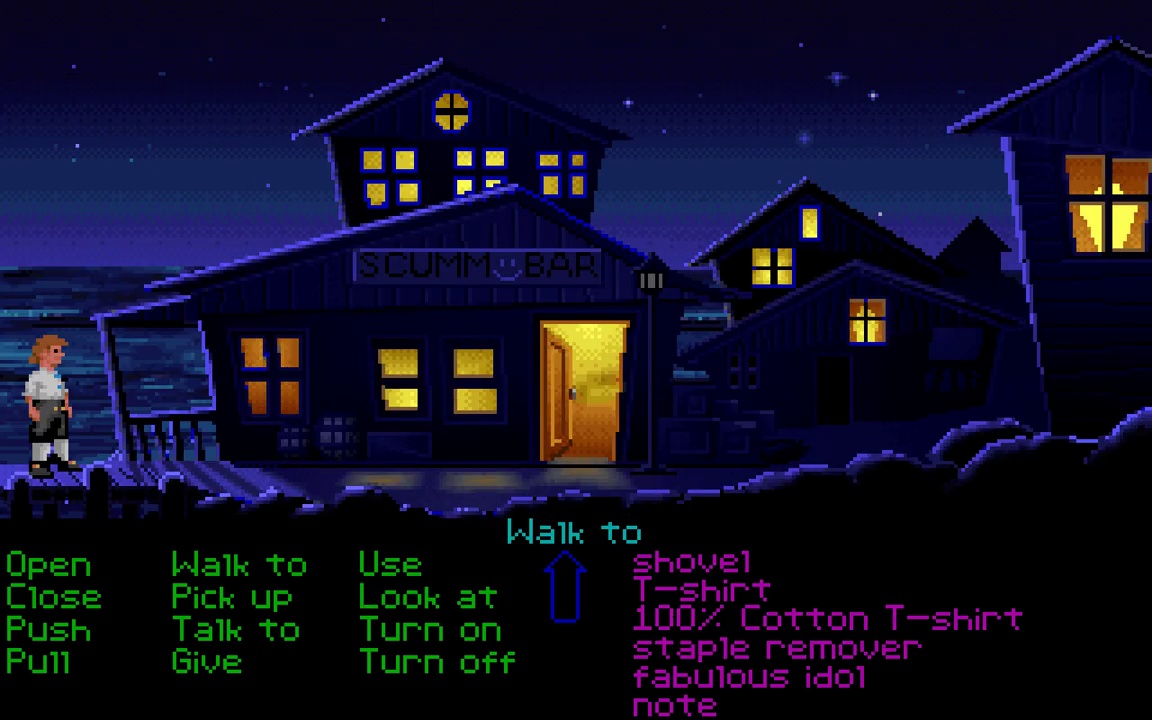 SCUMM BAR
Walk to
Open Walk to Use
Close Pick up Look at
Push Talk to Turn on
Pull Give Turn off
shovel
T-shirt
100% Cotton T-shirt
staple remover
fabulous idol
note